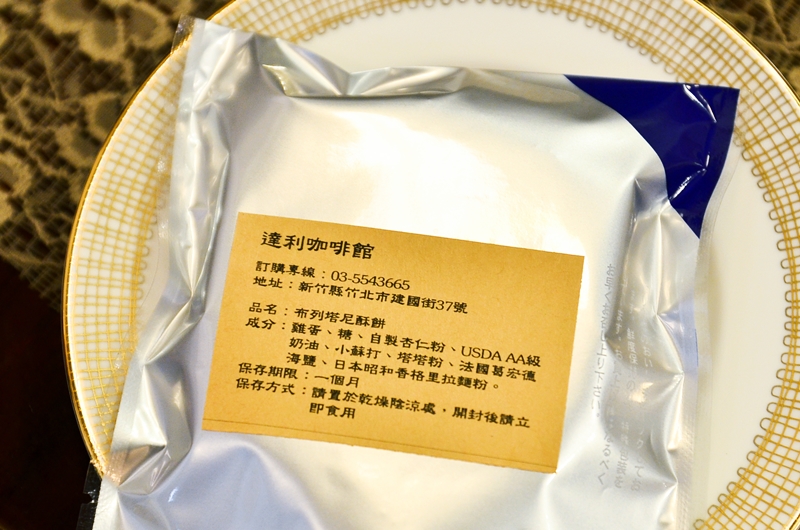 達利咖啡館
訂購專線：03-5543665
地址：新竹縣竹北市建國街37號
品名：布列塔尼酥餅
成分：雞蛋、糖、自製杏仁粉、USDA AA級
奶油、小蘇打、塔塔粉、法國葛宏德
海鹽、日本昭和香格里拉麵粉。
保存期限：一個月
保存方式：請置於乾燥陰涼處，開封後請立
即食用